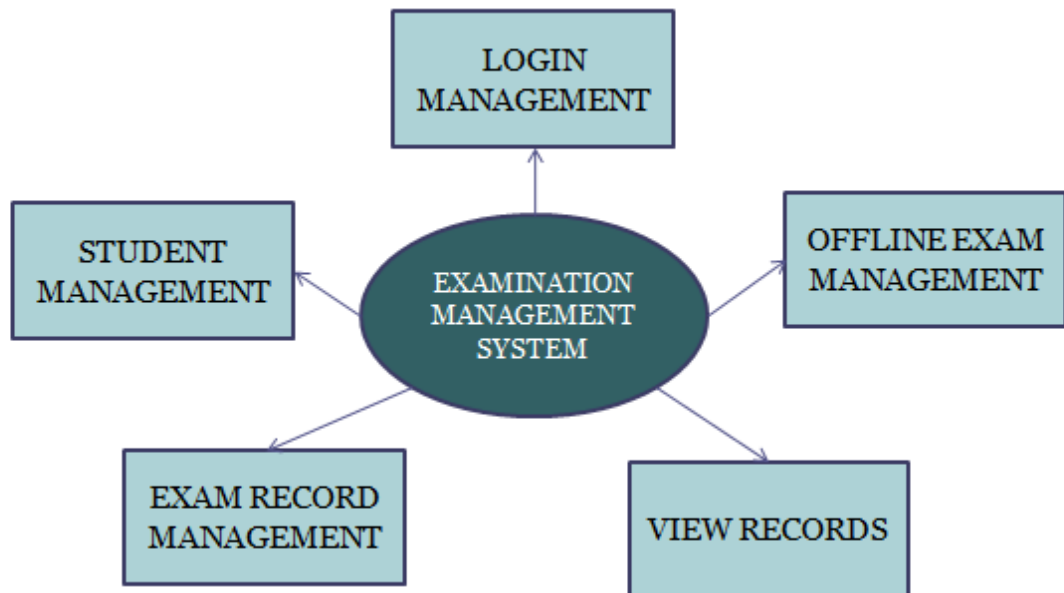 LOGIN
MANAGEMENT
STUDENT
MANAGEMENT
OFFLINE EXAM
MANAGEMENT
EXAMINATION
MANAGEMENT
SYSTEM
EXAM RECORD
MANAGEMENT
VIEW RECORDS